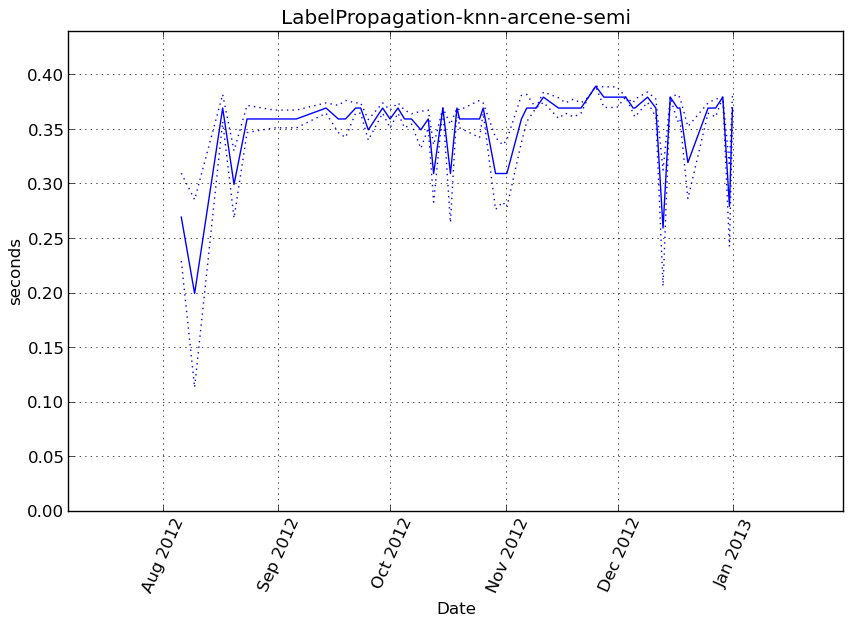 LabelPropagation-knn-arcene-semi
0.40
0.35
0.30
0.25
0.20
0.15
0.10
0.05
0.00
seconds
Aug 2012
Sep 2012
Oct 2012
Nov 2012
Dec 2012
Jan 2013
Date